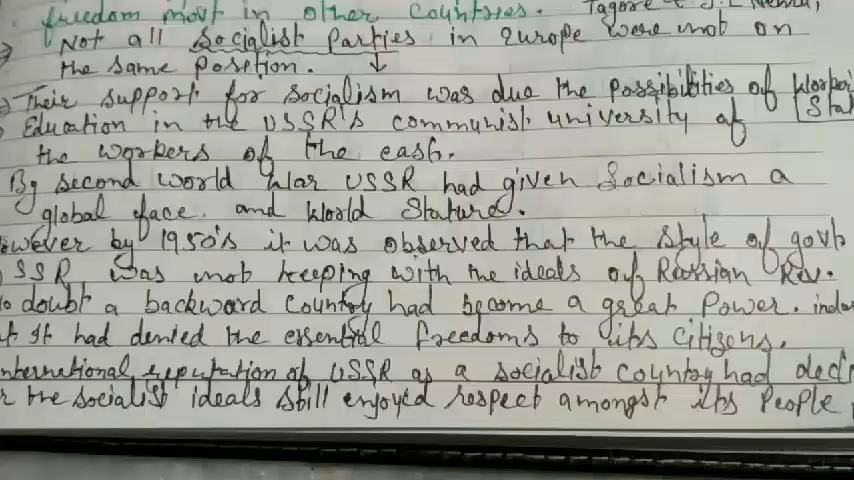 freedom movt in other countries. Tagore & J.L Nehru,
Not all Socialist Parties in Europe were not on
the same position.
Their support for socialism was due the possibilities of Worker
Eduation in the USSR's communist university of Sta
the workers of the east.
By second world War USSR had given Socialism a
global face and World Stature.
owever by 1950's it was observed that the style of govt
SSR was not keeping with the ideals of Russian Rev.
o doubt a backward country had become a great Power.
t It had denied the essential freedoms to its citizens.
nternational reputation of USSR as a socialist country had decl
r the socialist ideals still enjoyed respect amongst its People